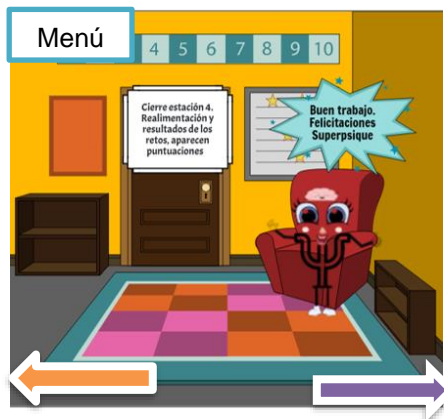 Menú
4 5 6 7 8 9 10
Cierre estación 4.
Realimentación y
resultados de los
retos, aparecen
puntuaciones
Buen trabajo.
Felicitaciones
Superpsique